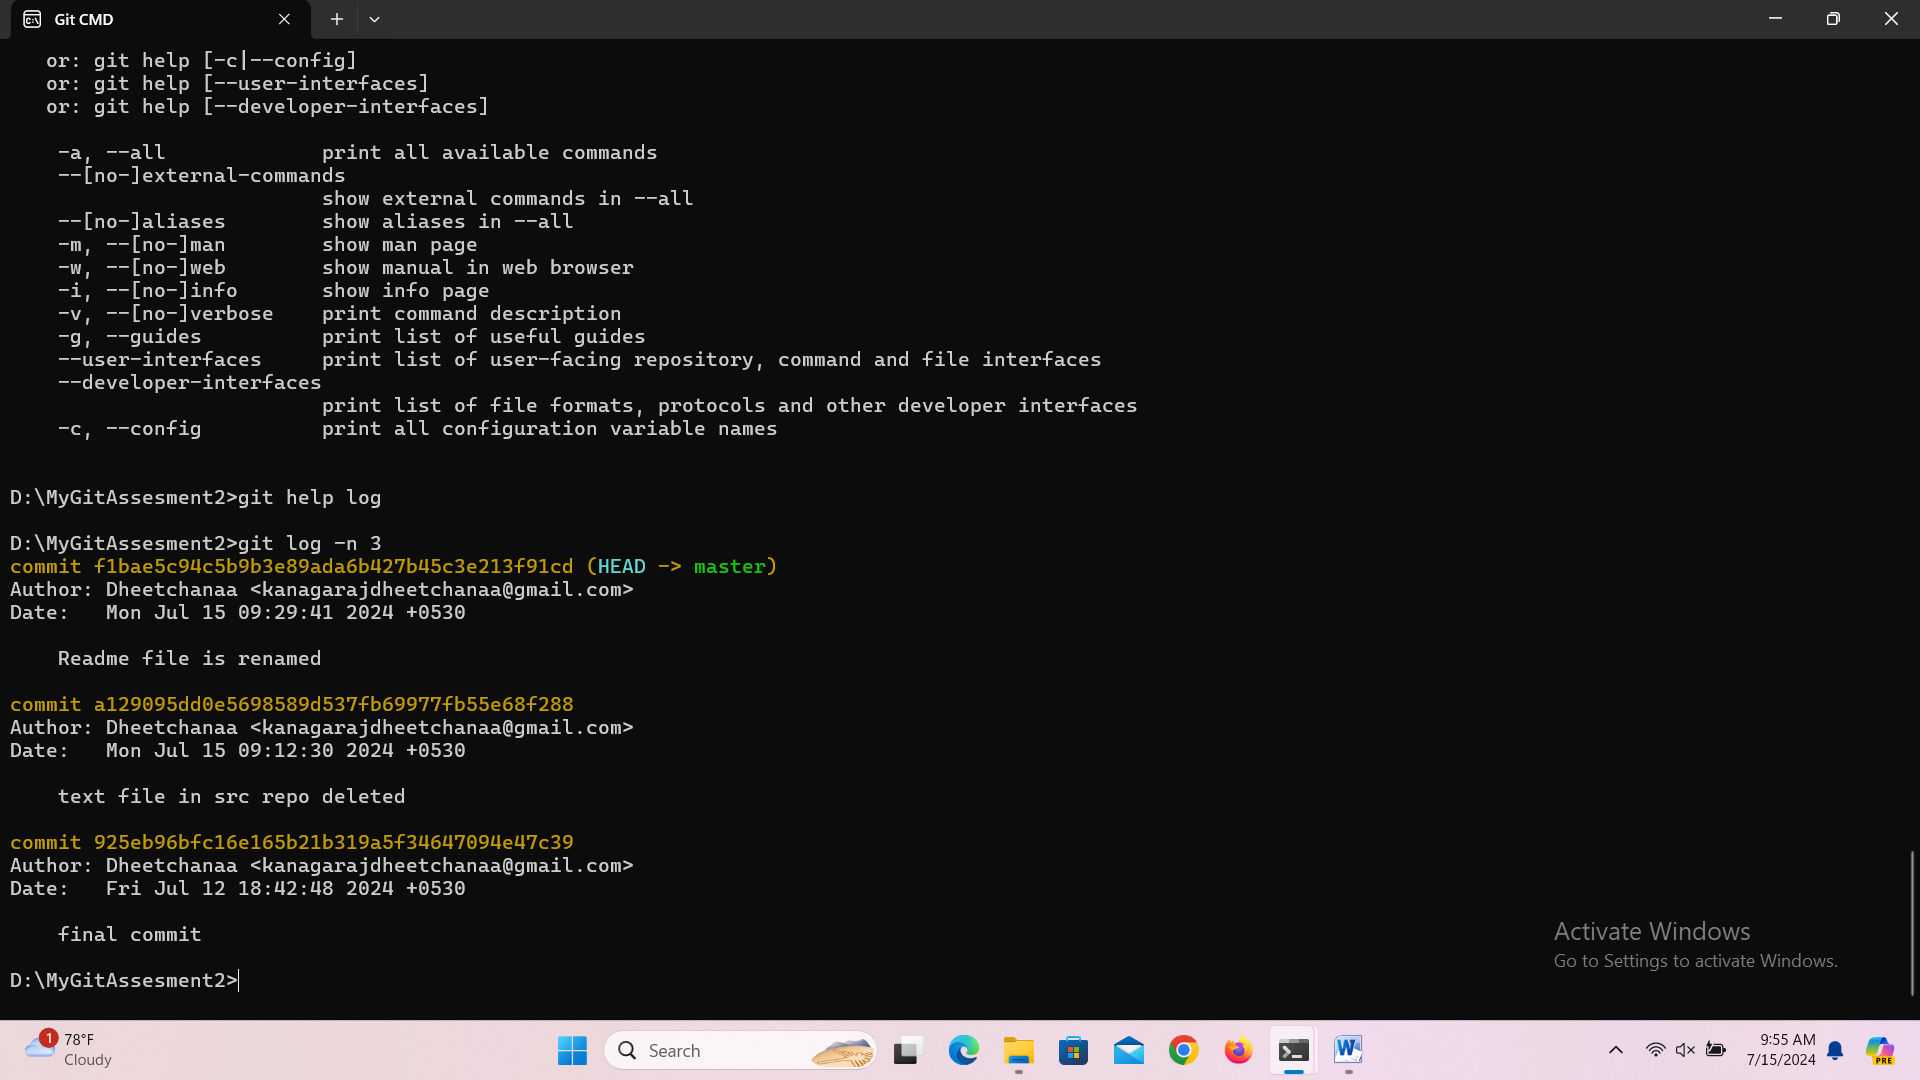 Git CMD
or: git help [-c|--config]
or: git help [--user-interfaces]
or: git help [--developer-interfaces]
-a, --all print all available commands
--[no-]external-commands
show external commands in --all
--[no-]aliases show aliases in --all
-m, --[no-]man show man page
-w, --[no-]web show manual in web browser
-i, --[no-]info show info page
-v, --[no-]verbose print command description
-g, --guides print list of useful guides
--user-interfaces print list of user-facing repository, command and file interfaces
--developer-interfaces
print list of file formats, protocols and other developer interfaces
-c, --config print all configuration variable names
D:\MyGitAssesment2>git help log
D:\MyGitAssesment2>git log -n 3
commit f1bae5c94c5b9b3e89ada6b427b45c3e213f91cd (HEAD -> master)
Author: Dheetchanaa <kanagarajdheetchanaa@gmail.com>
Date: Mon Jul 15 09:29:41 2024 +0530
Readme file is renamed
commit a129095dd0e5698589d537fb69977fb55e68f288
Author: Dheetchanaa <kanagarajdheetchanaa@gmail.com>
Date: Mon Jul 15 09:12:30 2024 +0530
text file in src repo deleted
commit 925eb96bfc16e165b21b319a5f34647094e47c39
Author: Dheetchanaa <kanagarajdheetchanaa@gmail.com>
Date: Fri Jul 12 18:42:48 2024 +0530
final commit
D:\MyGitAssesment2>
Activate Windows
Go to Settings to activate Windows.
1
78°F
Cloudy
Search
W
9:55 AM
7/15/2024
PRE